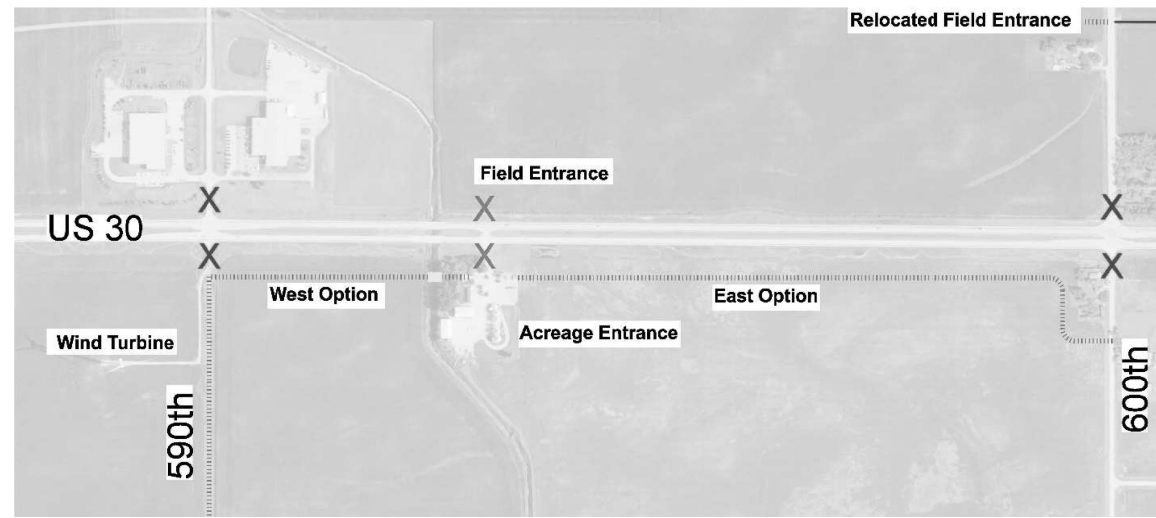 Relocated Field Entrance
Field Entrance
X
X
X
X
US 30
X
X
West Option
East Option
Acreage Entrance
Wind Turbine
590th
600th